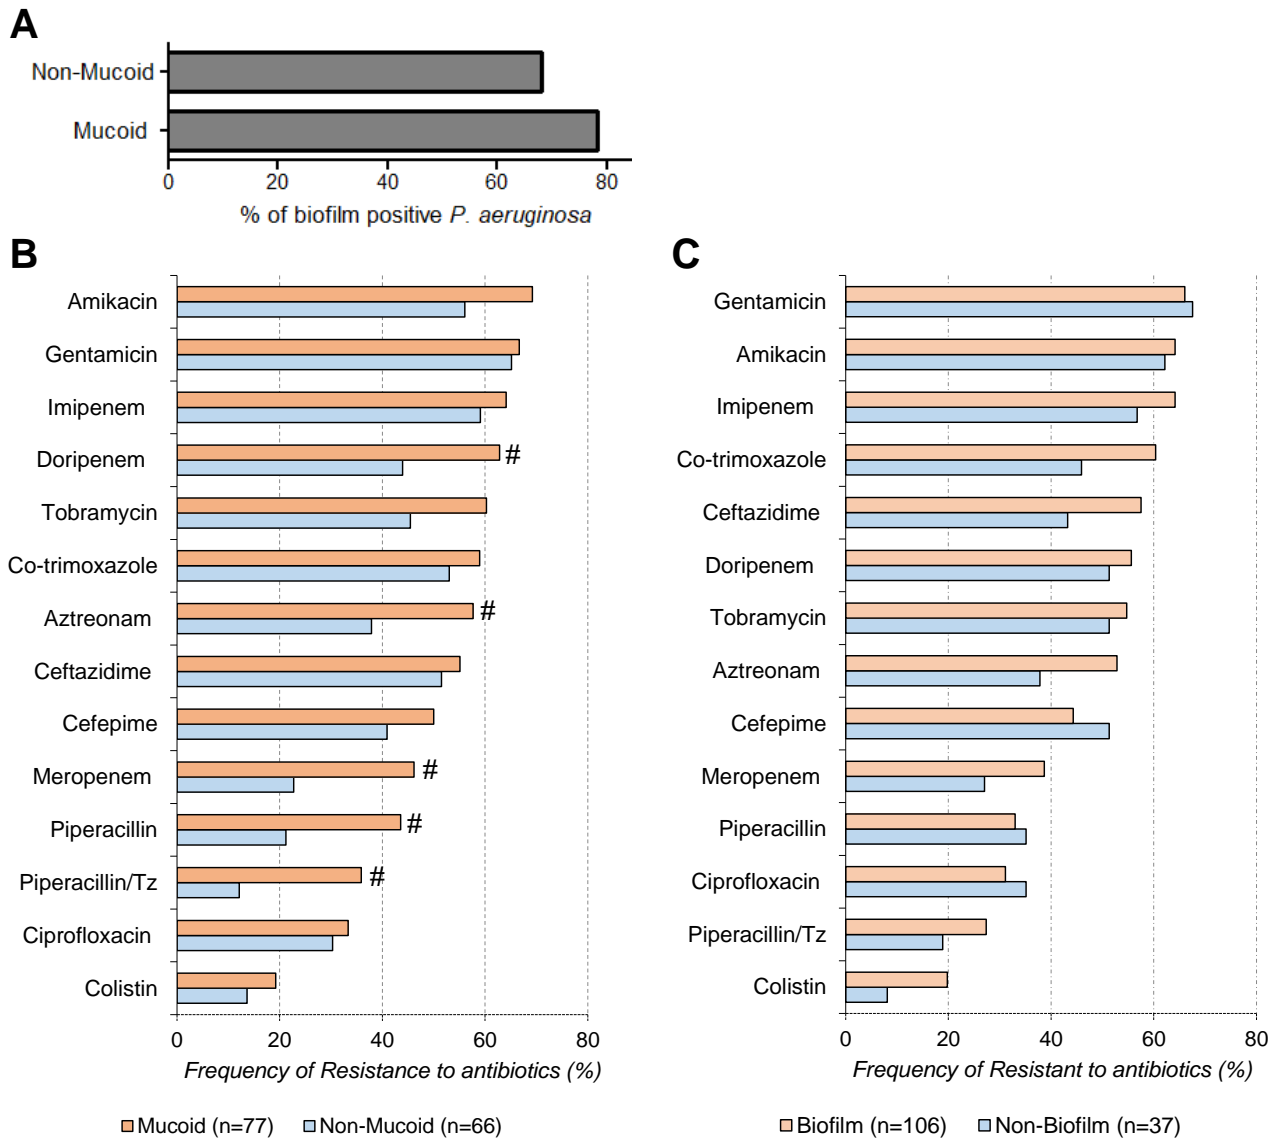 A
Non-Mucoid
Mucoid
0 20 40 60 80
% of biofilm positive P. aeruginosa
B
Amikacin
Gentamicin
Imipenem
Doripenem #
Tobramycin
Co-trimoxazole
Aztreonam #
Ceftazidime
Cefepime
Meropenem #
Piperacillin #
Piperacillin/Tz #
Ciprofloxacin
Colistin
0 20 40 60 80
Frequency of Resistance to antibiotics (%)
Mucoid (n=77) Non-Mucoid (n=66)
C
Gentamicin
Amikacin
Imipenem
Co-trimoxazole
Ceftazidime
Doripenem
Tobramycin
Aztreonam
Cefepime
Meropenem
Piperacillin
Ciprofloxacin
Piperacillin/Tz
Colistin
0 20 40 60 80
Frequency of Resistant to antibiotics (%)
Biofilm (n=106) Non-Biofilm (n=37)